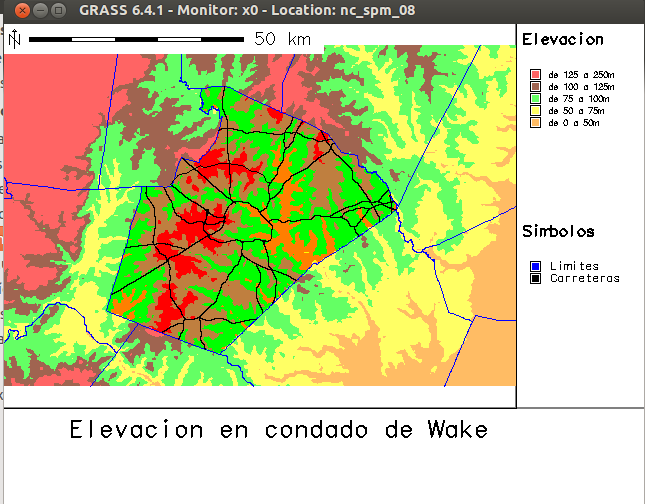 GRASS 6.4.1 - Monitor: x0 - Location: nc_spm_08
N
50 km
Elevacion
de 125 a 250m
de 100 a 125m
de 75 a 100m
de 50 a 75m
de 0 a 50m
Simbolos
Limites
Carreteras
Elevacion en condado de Wake